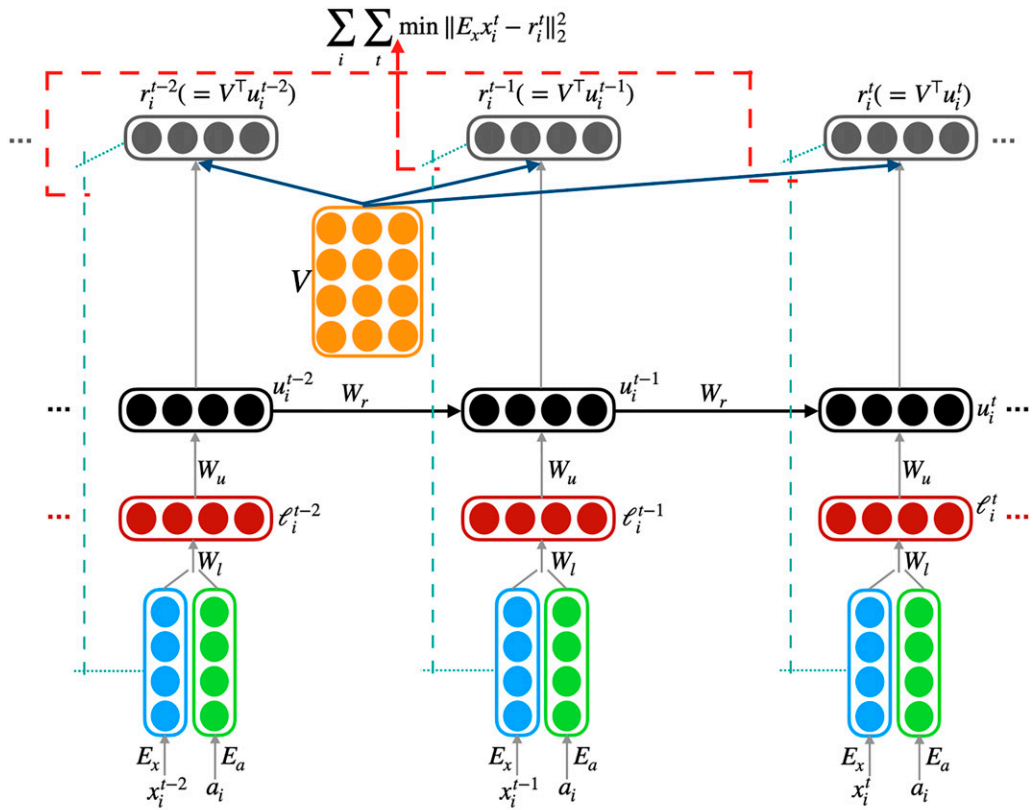 ∑_i ∑_t min ‖E_x x_i^t − r_i^t‖_2^2
r_i^{t−2}(= V^⊤ u_i^{t−2}) r_i^{t−1}(= V^⊤ u_i^{t−1}) r_i^t(= V^⊤ u_i^t)
... ...
V
u_i^{t−2} u_i^{t−1}
... W_r W_r u_i^t ...
W_u W_u W_u
... ℓ_i^{t−2} ℓ_i^{t−1} ℓ_i^t ...
W_l W_l W_l
E_x E_a E_x E_a E_x E_a
x_i^{t−2} a_i x_i^{t−1} a_i x_i^t a_i